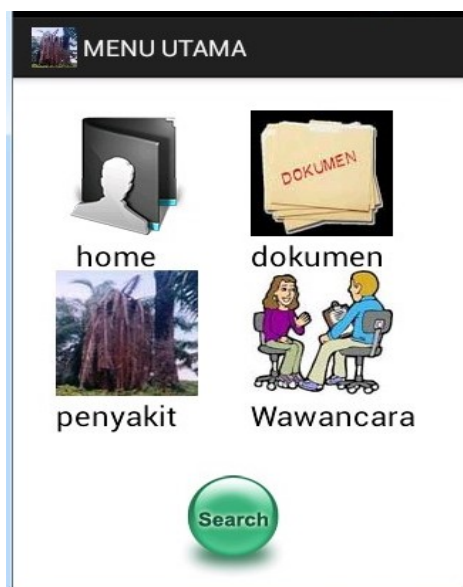 MENU UTAMA
DOKUMEN
home
dokumen
penyakit
Wawancara
Search